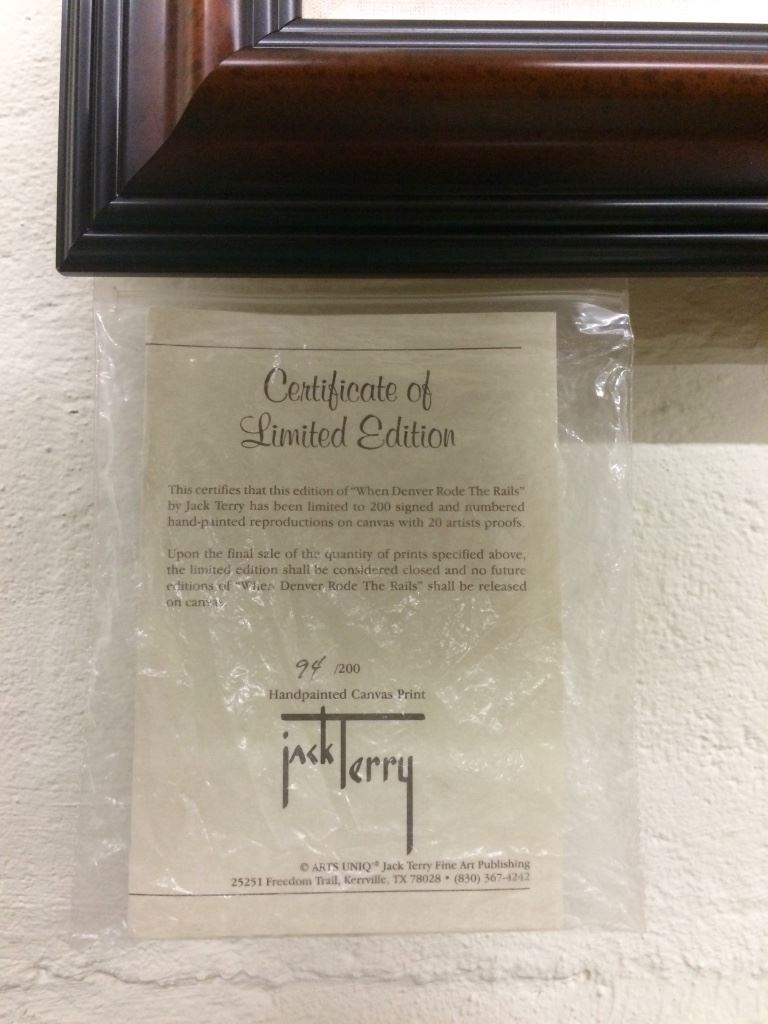 Certificate of
Limited Edition
This certifies that this edition of "When Denver Rode The Rails"
by Jack Terry has been limited to 200 signed and numbered
hand-painted reproductions on canvas with 20 artists proofs.
Upon the final sale of the quantity of prints specified above,
the limited edition shall be considered closed and no future
editions of "When Denver Rode The Rails" shall be released
on canvas.
94 /200
Handpainted Canvas Print
jack Terry
© ARTS UNIQ'® Jack Terry Fine Art Publishing
25251 Freedom Trail, Kerrville, TX 78028 • (830) 367-4242